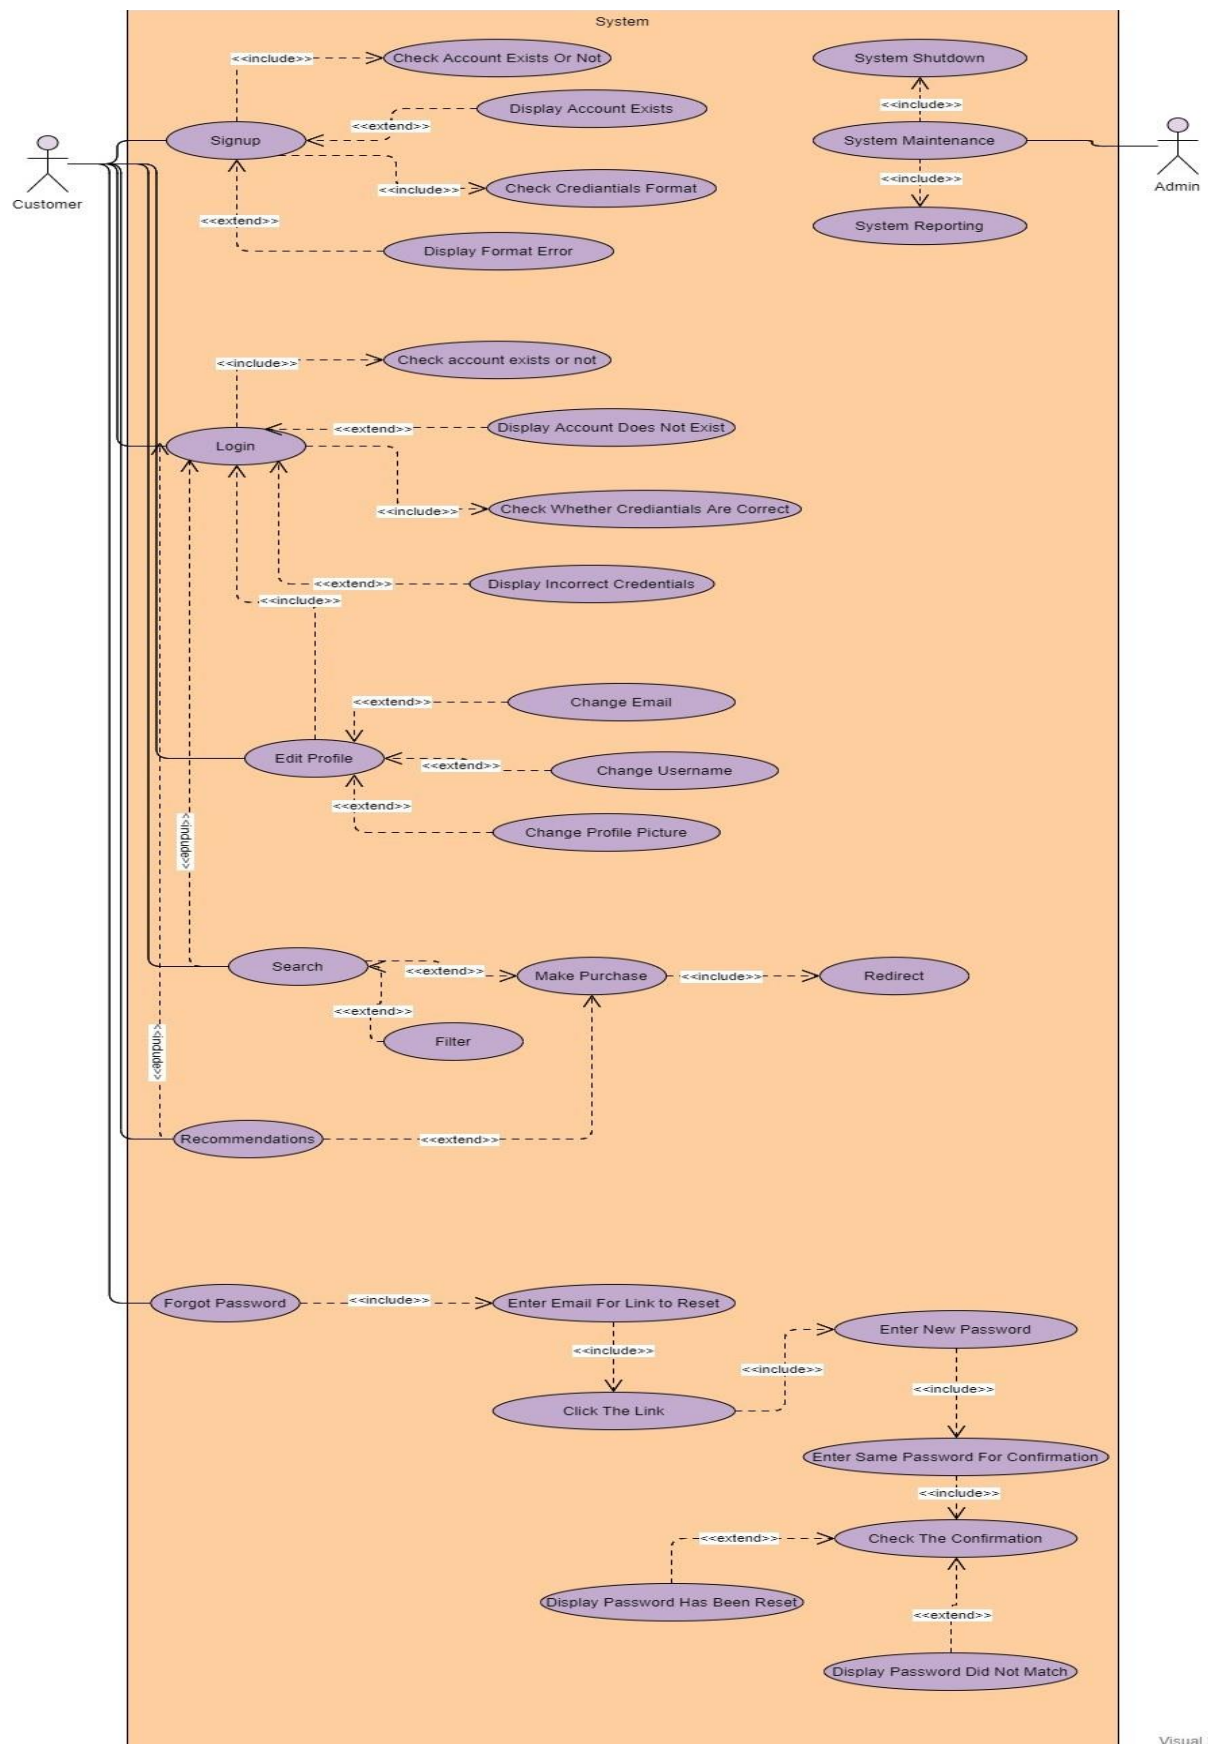 System
<<include>>
Check Account Exists Or Not
System Shutdown
<<include>>
Display Account Exists
<<extend>>
Signup
System Maintenance
Customer
Admin
<<include>>
Check Crediantials Format
<<include>>
<<extend>>
System Reporting
Display Format Error
<<include>>
Check account exists or not
<<extend>>
Display Account Does Not Exist
Login
<<include>>
Check Whether Crediantials Are Correct
<<extend>>
Display Incorrect Credentials
<<include>>
<<extend>>
Change Email
Edit Profile
<<extend>>
Change Username
<<extend>>
Change Profile Picture
<<include>>
Search
<<extend>>
Make Purchase
<<include>>
Redirect
<<extend>>
Filter
<<include>>
Recommendations
<<extend>>
Forgot Password
<<include>>
Enter Email For Link to Reset
Enter New Password
<<include>>
<<include>>
<<include>>
Click The Link
Enter Same Password For Confirmation
<<include>>
<<extend>>
Check The Confirmation
Display Password Has Been Reset
<<extend>>
Display Password Did Not Match
Visual